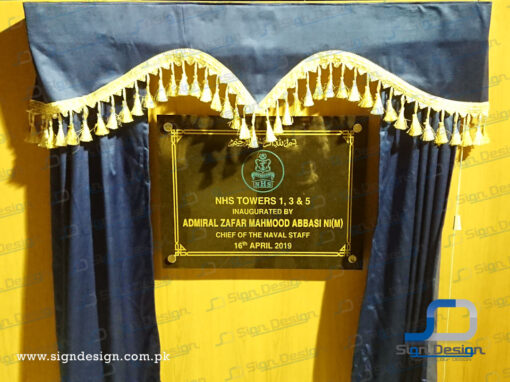 NHS
NHS TOWERS 1, 3 & 5
INAUGURATED BY
ADMIRAL ZAFAR MAHMOOD ABBASI NI(M)
CHIEF OF THE NAVAL STAFF
16th APRIL 2019
www.signdesign.com.pk
Sign Design